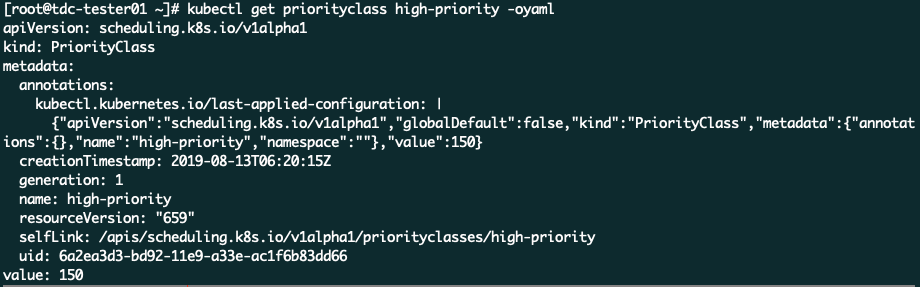 [root@tdc-tester01 ~]# kubectl get priorityclass high-priority -oyaml
apiVersion: scheduling.k8s.io/v1alpha1
kind: PriorityClass
metadata:
  annotations:
    kubectl.kubernetes.io/last-applied-configuration: |
      {"apiVersion":"scheduling.k8s.io/v1alpha1","globalDefault":false,"kind":"PriorityClass","metadata":{"annotat
ions":{},"name":"high-priority","namespace":""},"value":150}
  creationTimestamp: 2019-08-13T06:20:15Z
  generation: 1
  name: high-priority
  resourceVersion: "659"
  selfLink: /apis/scheduling.k8s.io/v1alpha1/priorityclasses/high-priority
  uid: 6a2ea3d3-bd92-11e9-a33e-ac1f6b83dd66
value: 150